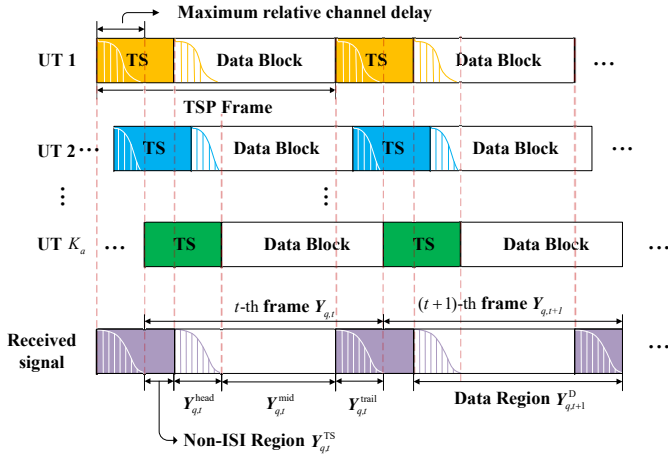 Maximum relative channel delay
UT 1 TS Data Block TS Data Block ...
TSP Frame
UT 2 ... TS Data Block TS Data Block ...
⋮ ⋮
UT K_a ... TS Data Block TS Data Block ...
t-th frame Y_{q,t} (t+1)-th frame Y_{q,t+1}
Received signal ...
Y_{q,t}^{head} Y_{q,t}^{mid} Y_{q,t}^{trail} Data Region Y_{q,t+1}^{D}
Non-ISI Region Y_{q,t}^{TS}